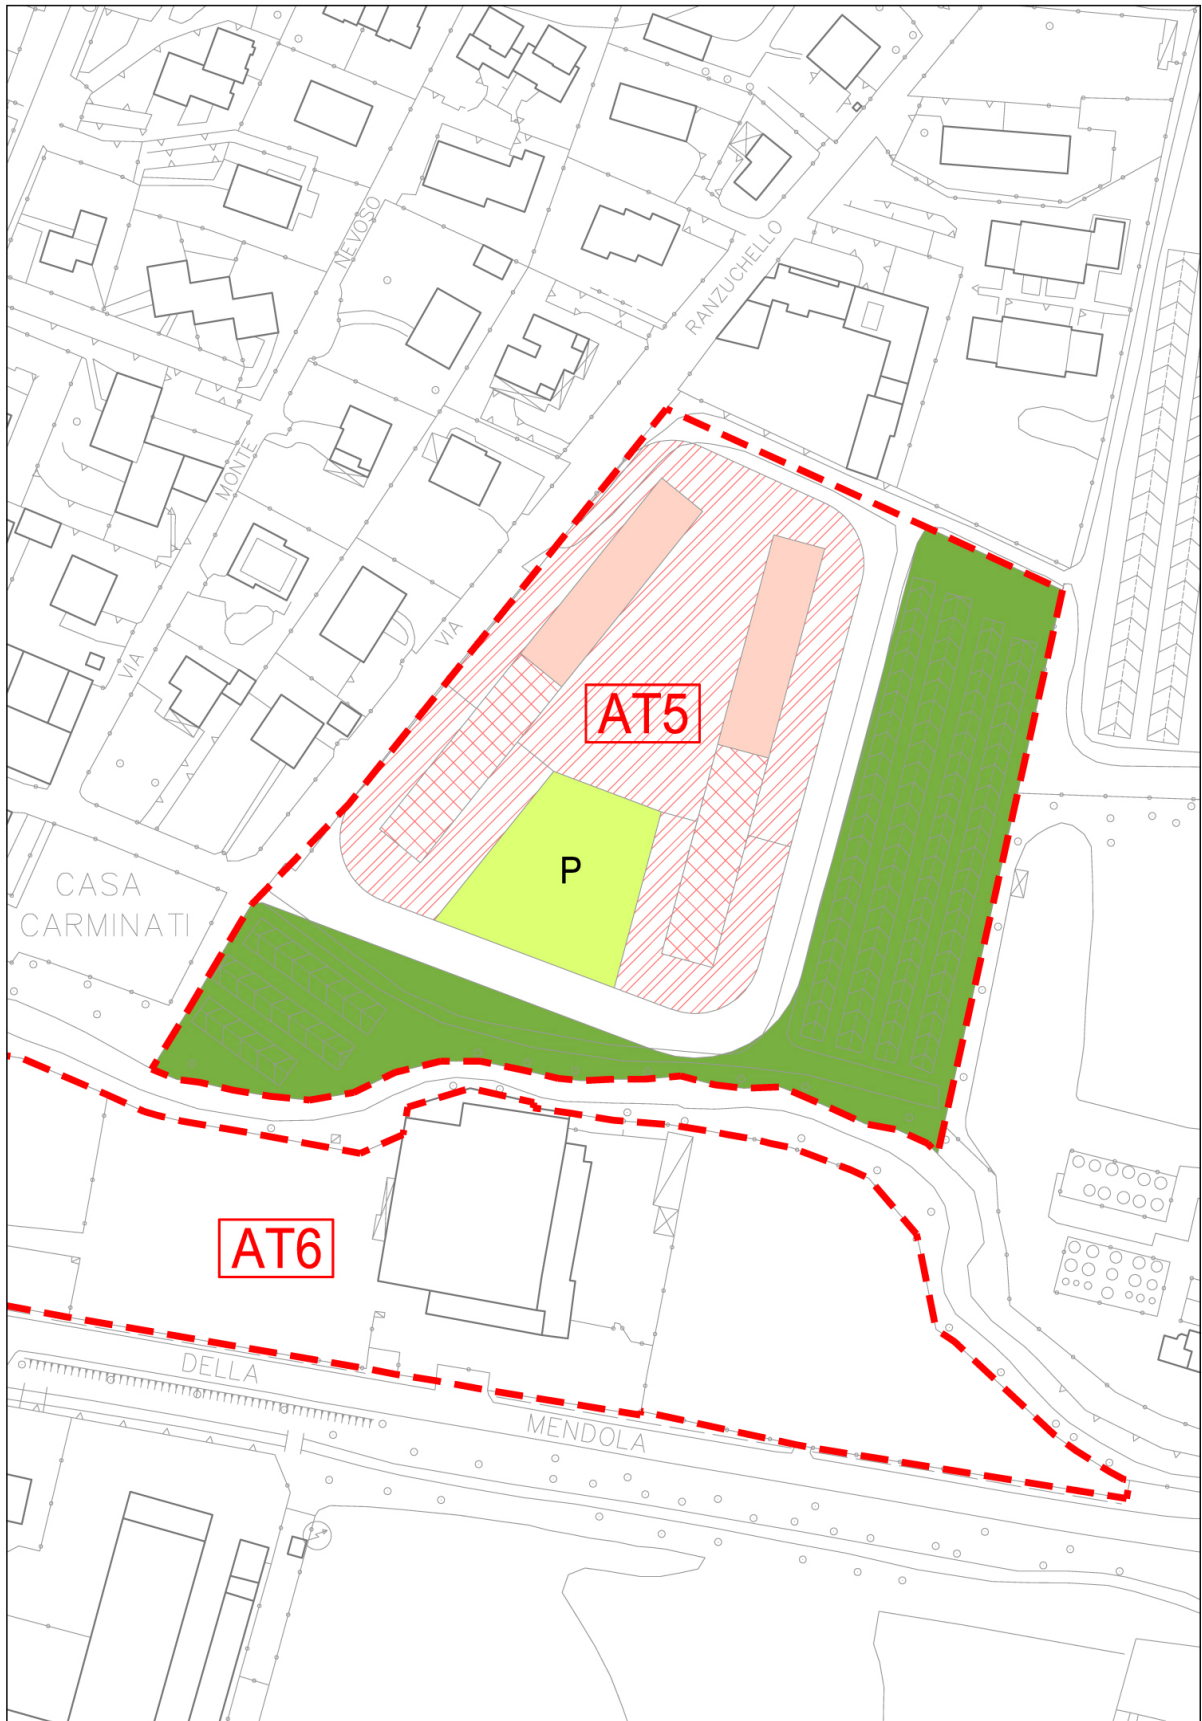 NEVOSO
RANZUCHELLO
MONTE
VIA
VIA
AT5
P
CASA
CARMINATI
AT6
DELLA
MENDOLA